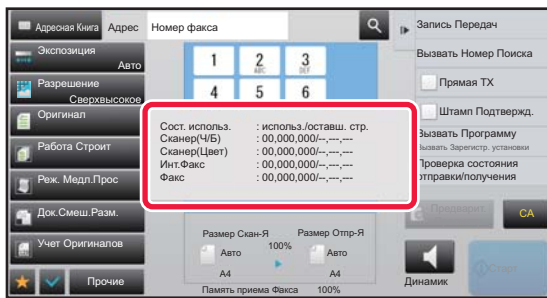 Адресная Книга
Адрес
Номер факса
Запись Передач
Экспозиция
Авто
1
2
ABC
3
DEF
Вызвать Номер Поиска
Разрешение
Сверхвысокое
4
5
6
Прямая TX
Оригинал
Штамп Подтвержд.
Сост. использ. : использ./оставш. стр.
Сканер(Ч/Б) : 00,000,000/--,---,---
Сканер(Цвет) : 00,000,000/--,---,---
Инт.Факс : 00,000,000/--,---,---
Факс : 00,000,000/--,---,---
Вызвать Программу
Вызвать Зарегистр. установки
Работа Строит
Проверка состояния
отправки/получения
Реж. Медл.Прос
Док.Смеш.Разм.
CA
Учет Оригиналов
Размер Скан-Я
100%
Размер Отпр-Я
Авто
Авто
A4
A4
Прочие
Память приема Факса 100%
Динамик
Старт